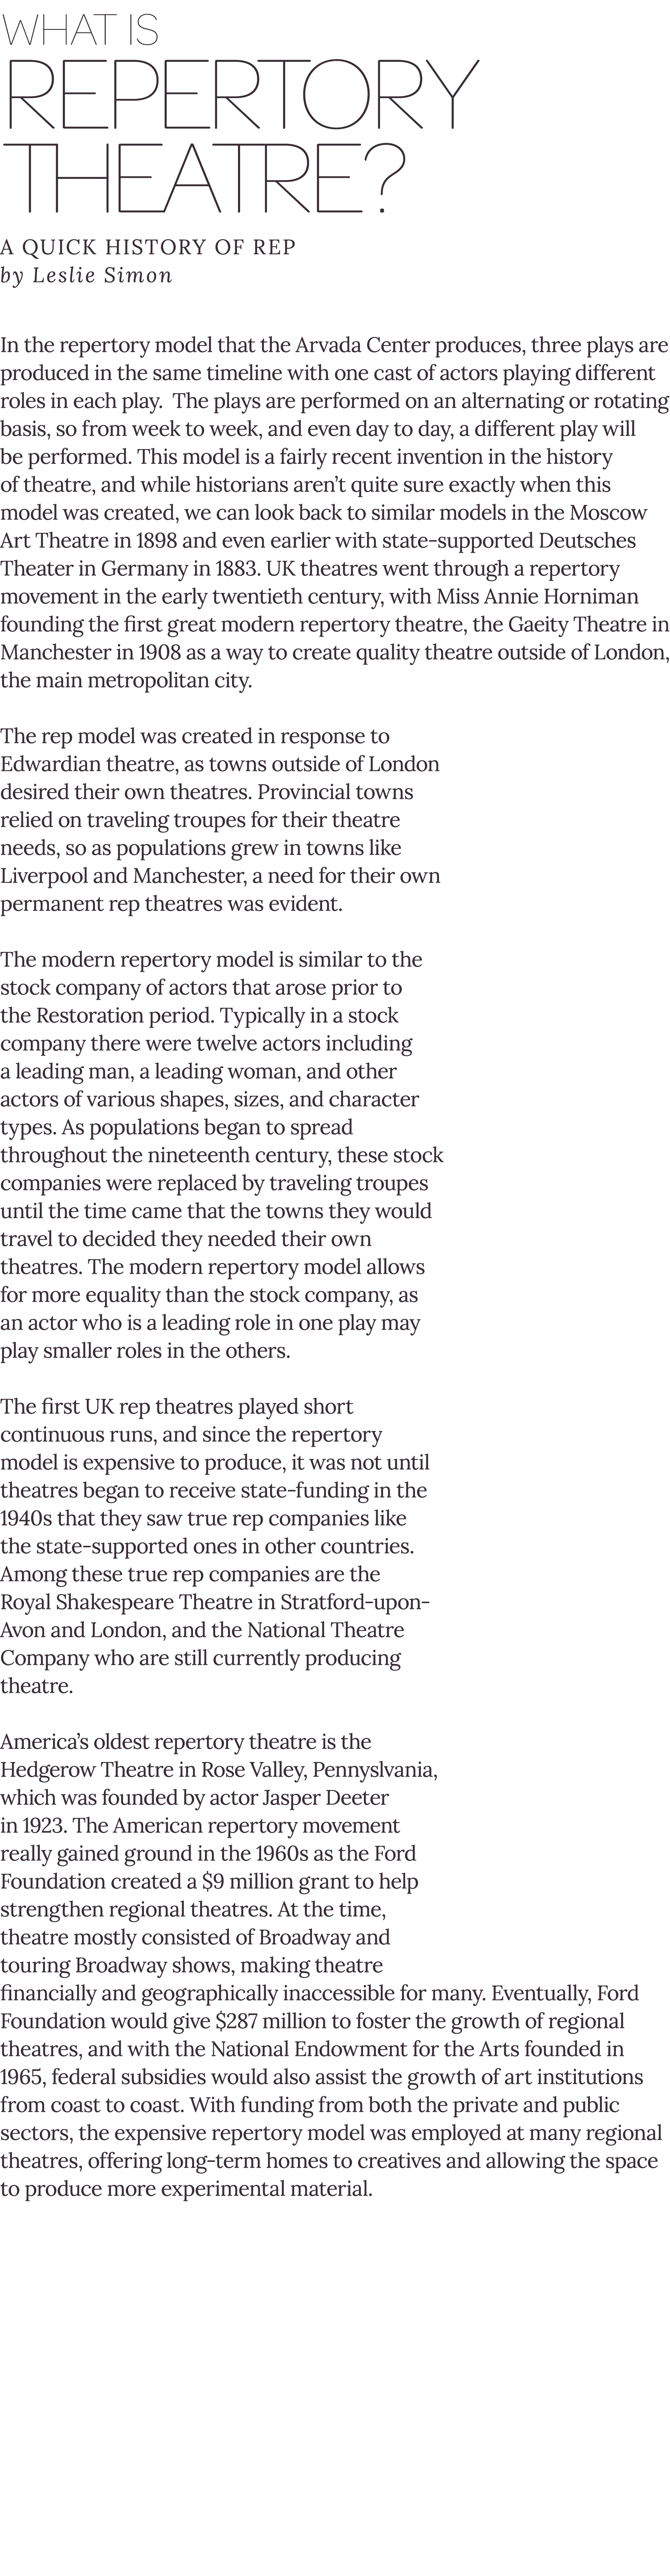 WHAT IS
REPERTORY
THEATRE?
A QUICK HISTORY OF REP
by Leslie Simon
In the repertory model that the Arvada Center produces, three plays are
produced in the same timeline with one cast of actors playing different
roles in each play.  The plays are performed on an alternating or rotating
basis, so from week to week, and even day to day, a different play will
be performed. This model is a fairly recent invention in the history
of theatre, and while historians aren’t quite sure exactly when this
model was created, we can look back to similar models in the Moscow
Art Theatre in 1898 and even earlier with state-supported Deutsches
Theater in Germany in 1883. UK theatres went through a repertory
movement in the early twentieth century, with Miss Annie Horniman
founding the first great modern repertory theatre, the Gaeity Theatre in
Manchester in 1908 as a way to create quality theatre outside of London,
the main metropolitan city.
The rep model was created in response to
Edwardian theatre, as towns outside of London
desired their own theatres. Provincial towns
relied on traveling troupes for their theatre
needs, so as populations grew in towns like
Liverpool and Manchester, a need for their own
permanent rep theatres was evident.
The modern repertory model is similar to the
stock company of actors that arose prior to
the Restoration period. Typically in a stock
company there were twelve actors including
a leading man, a leading woman, and other
actors of various shapes, sizes, and character
types. As populations began to spread
throughout the nineteenth century, these stock
companies were replaced by traveling troupes
until the time came that the towns they would
travel to decided they needed their own
theatres. The modern repertory model allows
for more equality than the stock company, as
an actor who is a leading role in one play may
play smaller roles in the others.
The first UK rep theatres played short
continuous runs, and since the repertory
model is expensive to produce, it was not until
theatres began to receive state-funding in the
1940s that they saw true rep companies like
the state-supported ones in other countries.
Among these true rep companies are the
Royal Shakespeare Theatre in Stratford-upon-
Avon and London, and the National Theatre
Company who are still currently producing
theatre.
America’s oldest repertory theatre is the
Hedgerow Theatre in Rose Valley, Pennyslvania,
which was founded by actor Jasper Deeter
in 1923. The American repertory movement
really gained ground in the 1960s as the Ford
Foundation created a $9 million grant to help
strengthen regional theatres. At the time,
theatre mostly consisted of Broadway and
touring Broadway shows, making theatre
financially and geographically inaccessible for many. Eventually, Ford
Foundation would give $287 million to foster the growth of regional
theatres, and with the National Endowment for the Arts founded in
1965, federal subsidies would also assist the growth of art institutions
from coast to coast. With funding from both the private and public
sectors, the expensive repertory model was employed at many regional
theatres, offering long-term homes to creatives and allowing the space
to produce more experimental material.